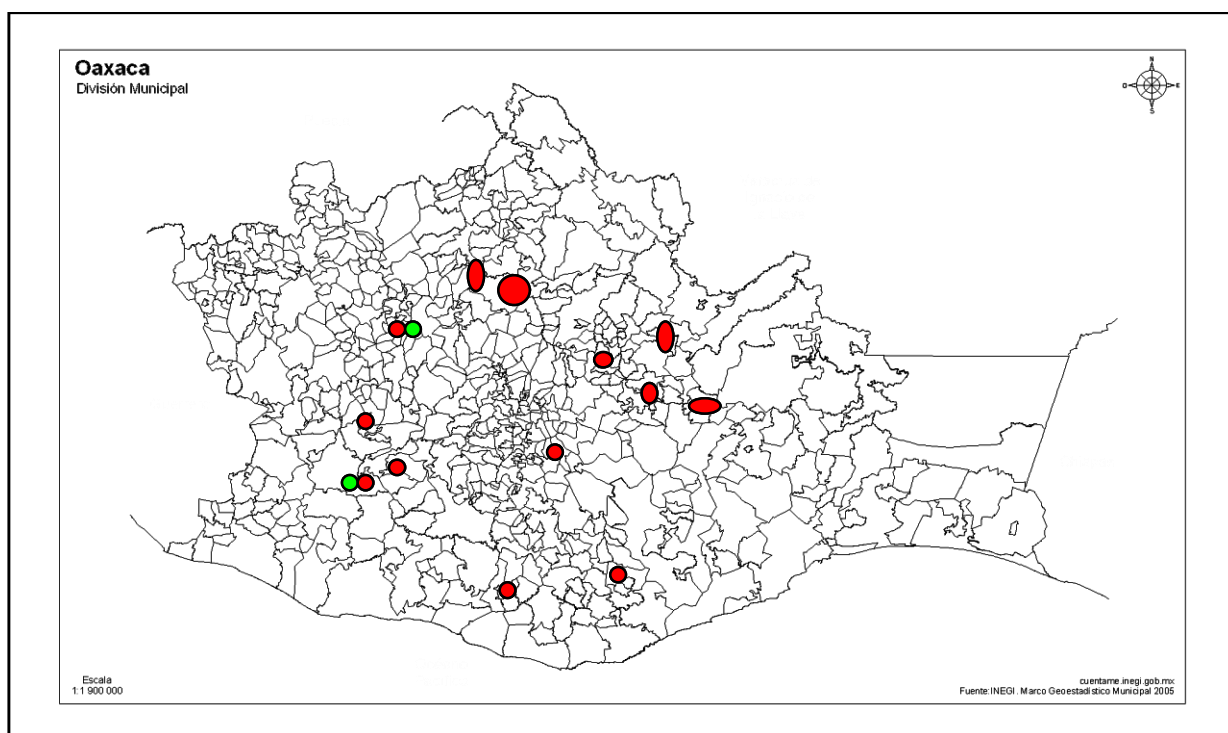 Oaxaca
División Municipal
N
O E
S
Escala
1:1 900 000
cuentame.inegi.gob.mx
Fuente:INEGI. Marco Geoestadístico Municipal 2005